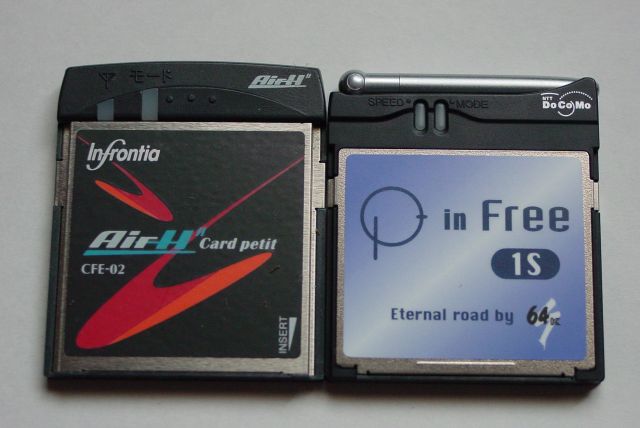 モード
AirH"
Infrontia
AirH" Card petit
CFE-02
INSERT
SPEED
MODE
NTT
DoCoMo
P in Free
1S
Eternal road by 64